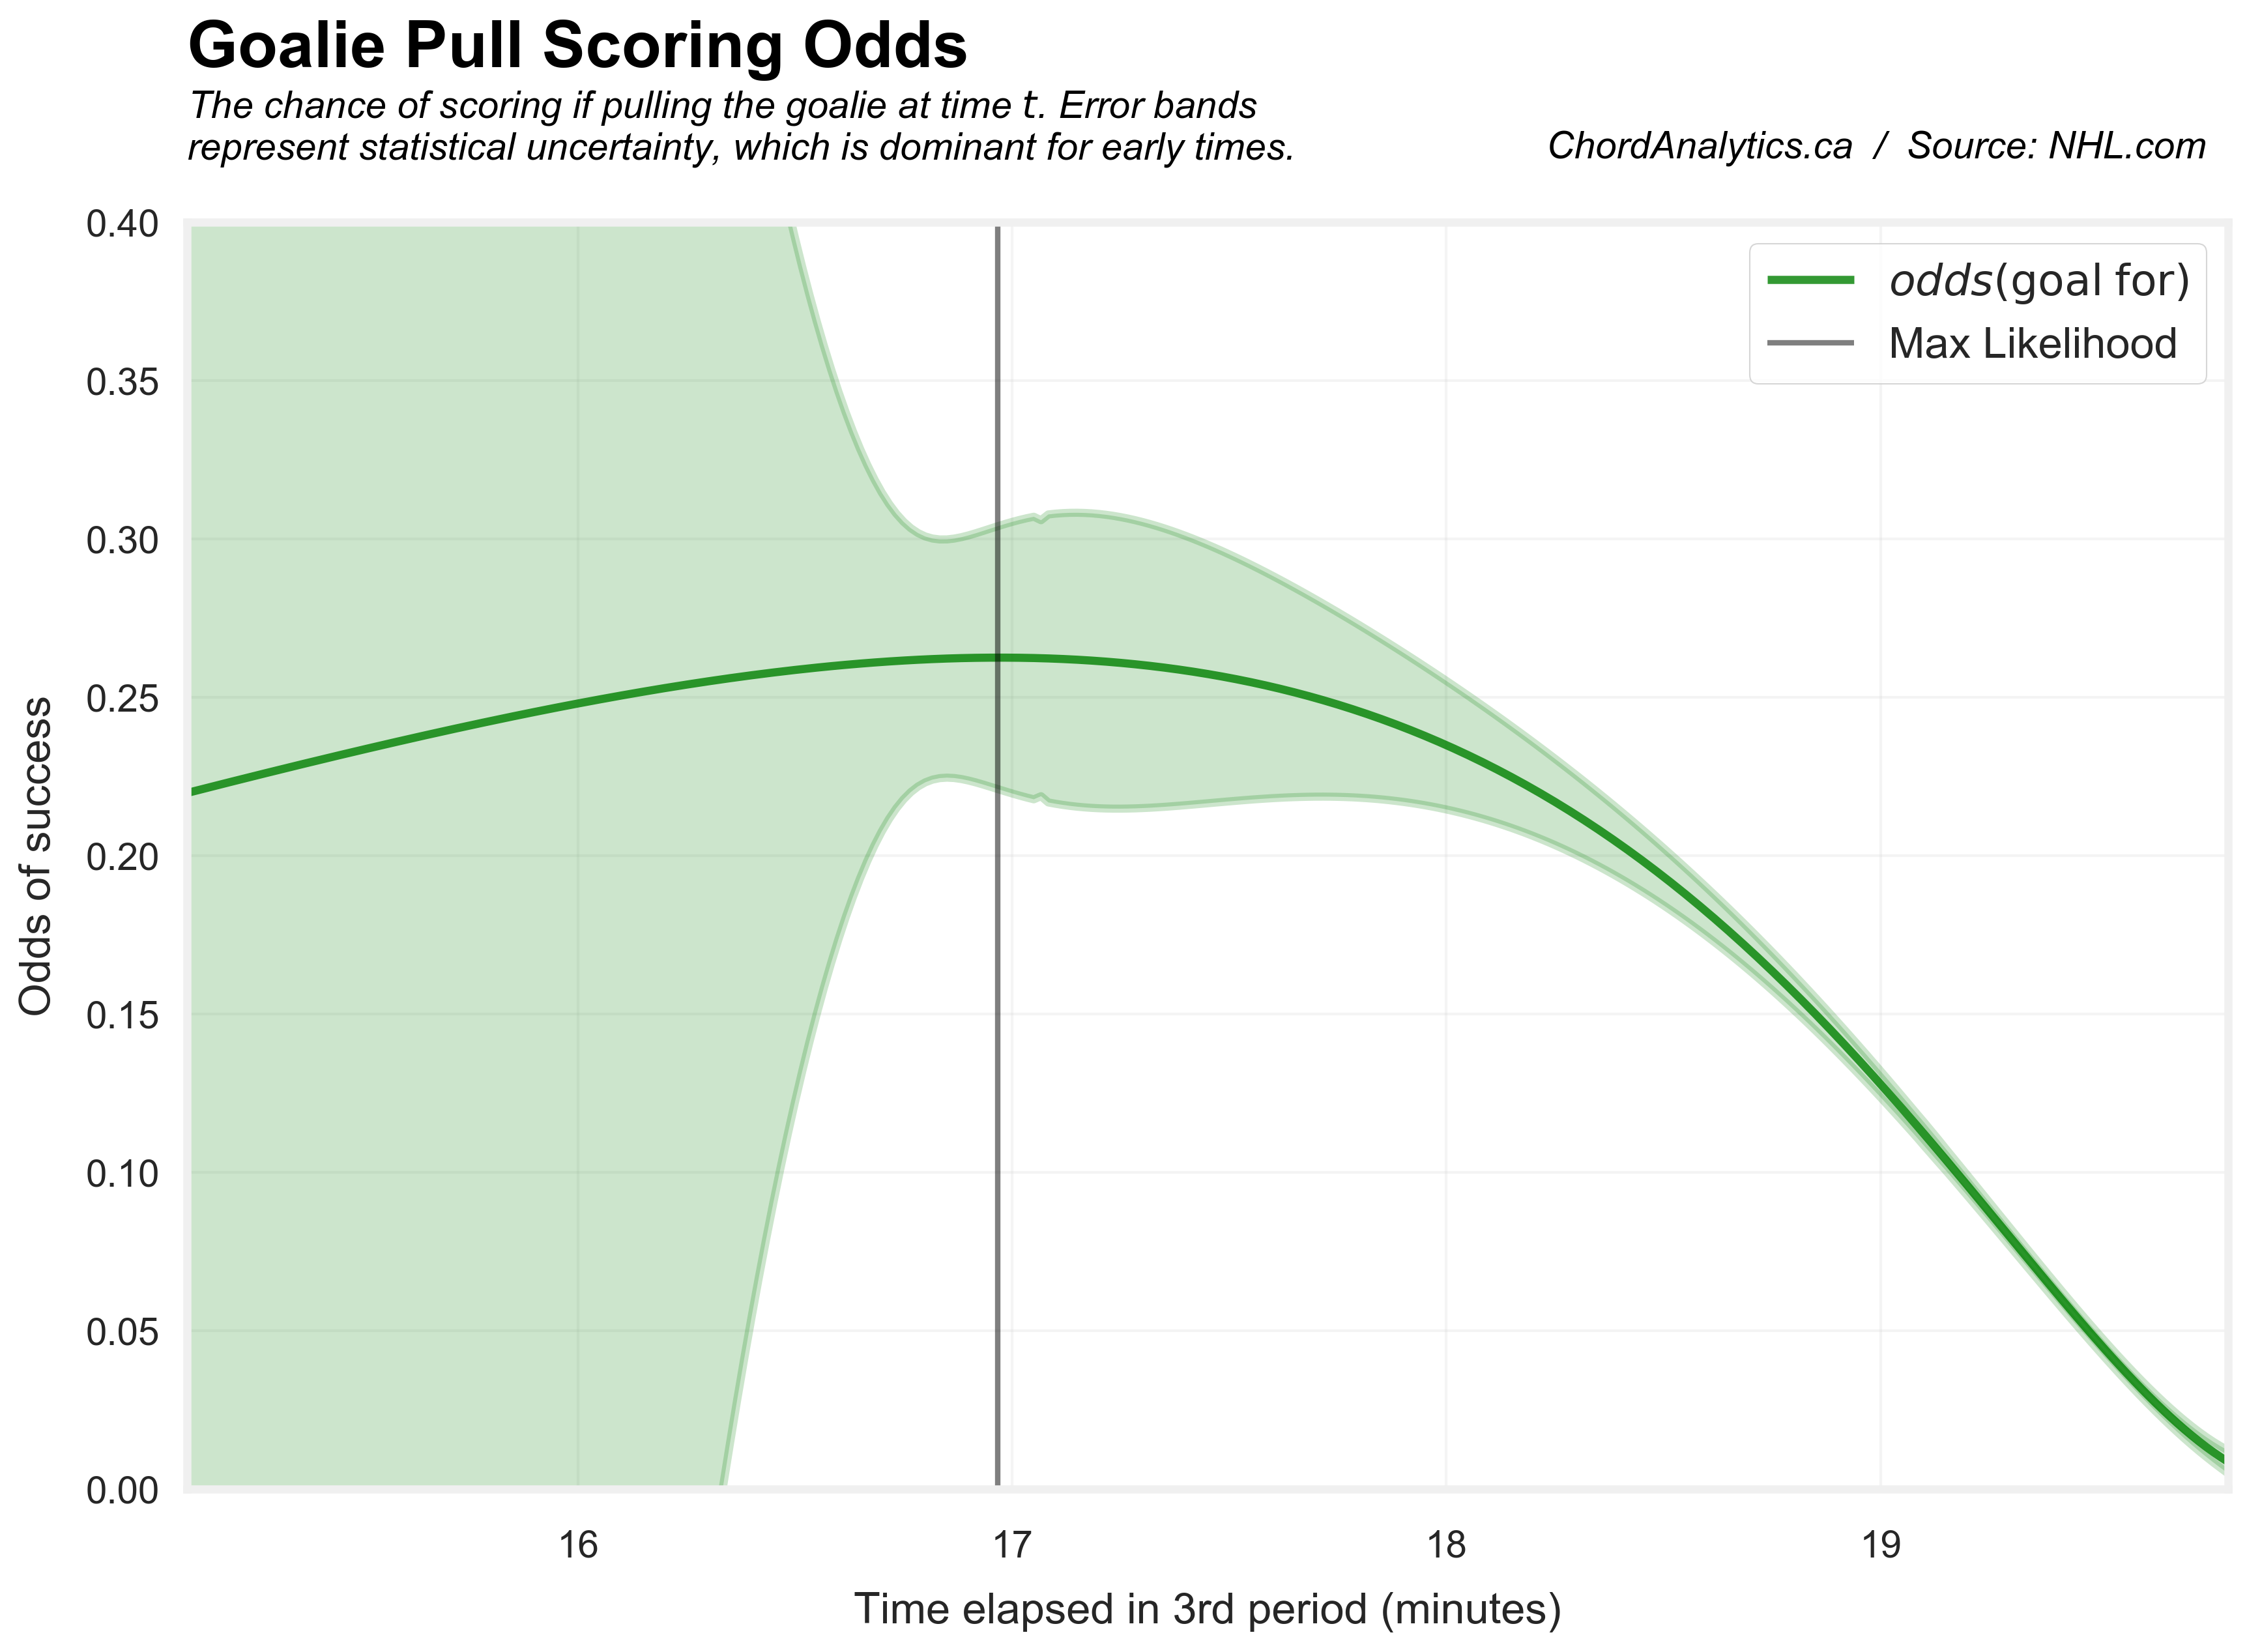 Goalie Pull Scoring Odds
The chance of scoring if pulling the goalie at time t. Error bands
represent statistical uncertainty, which is dominant for early times.
ChordAnalytics.ca / Source: NHL.com
odds(goal for)
Max Likelihood
Odds of success
0.40
0.35
0.30
0.25
0.20
0.15
0.10
0.05
0.00
16 17 18 19
Time elapsed in 3rd period (minutes)